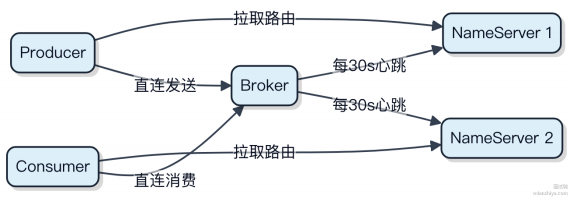 拉取路由
NameServer 1
Producer
每30s心跳
直连发送
Broker
每30s心跳
NameServer 2
拉取路由
Consumer
直连消费